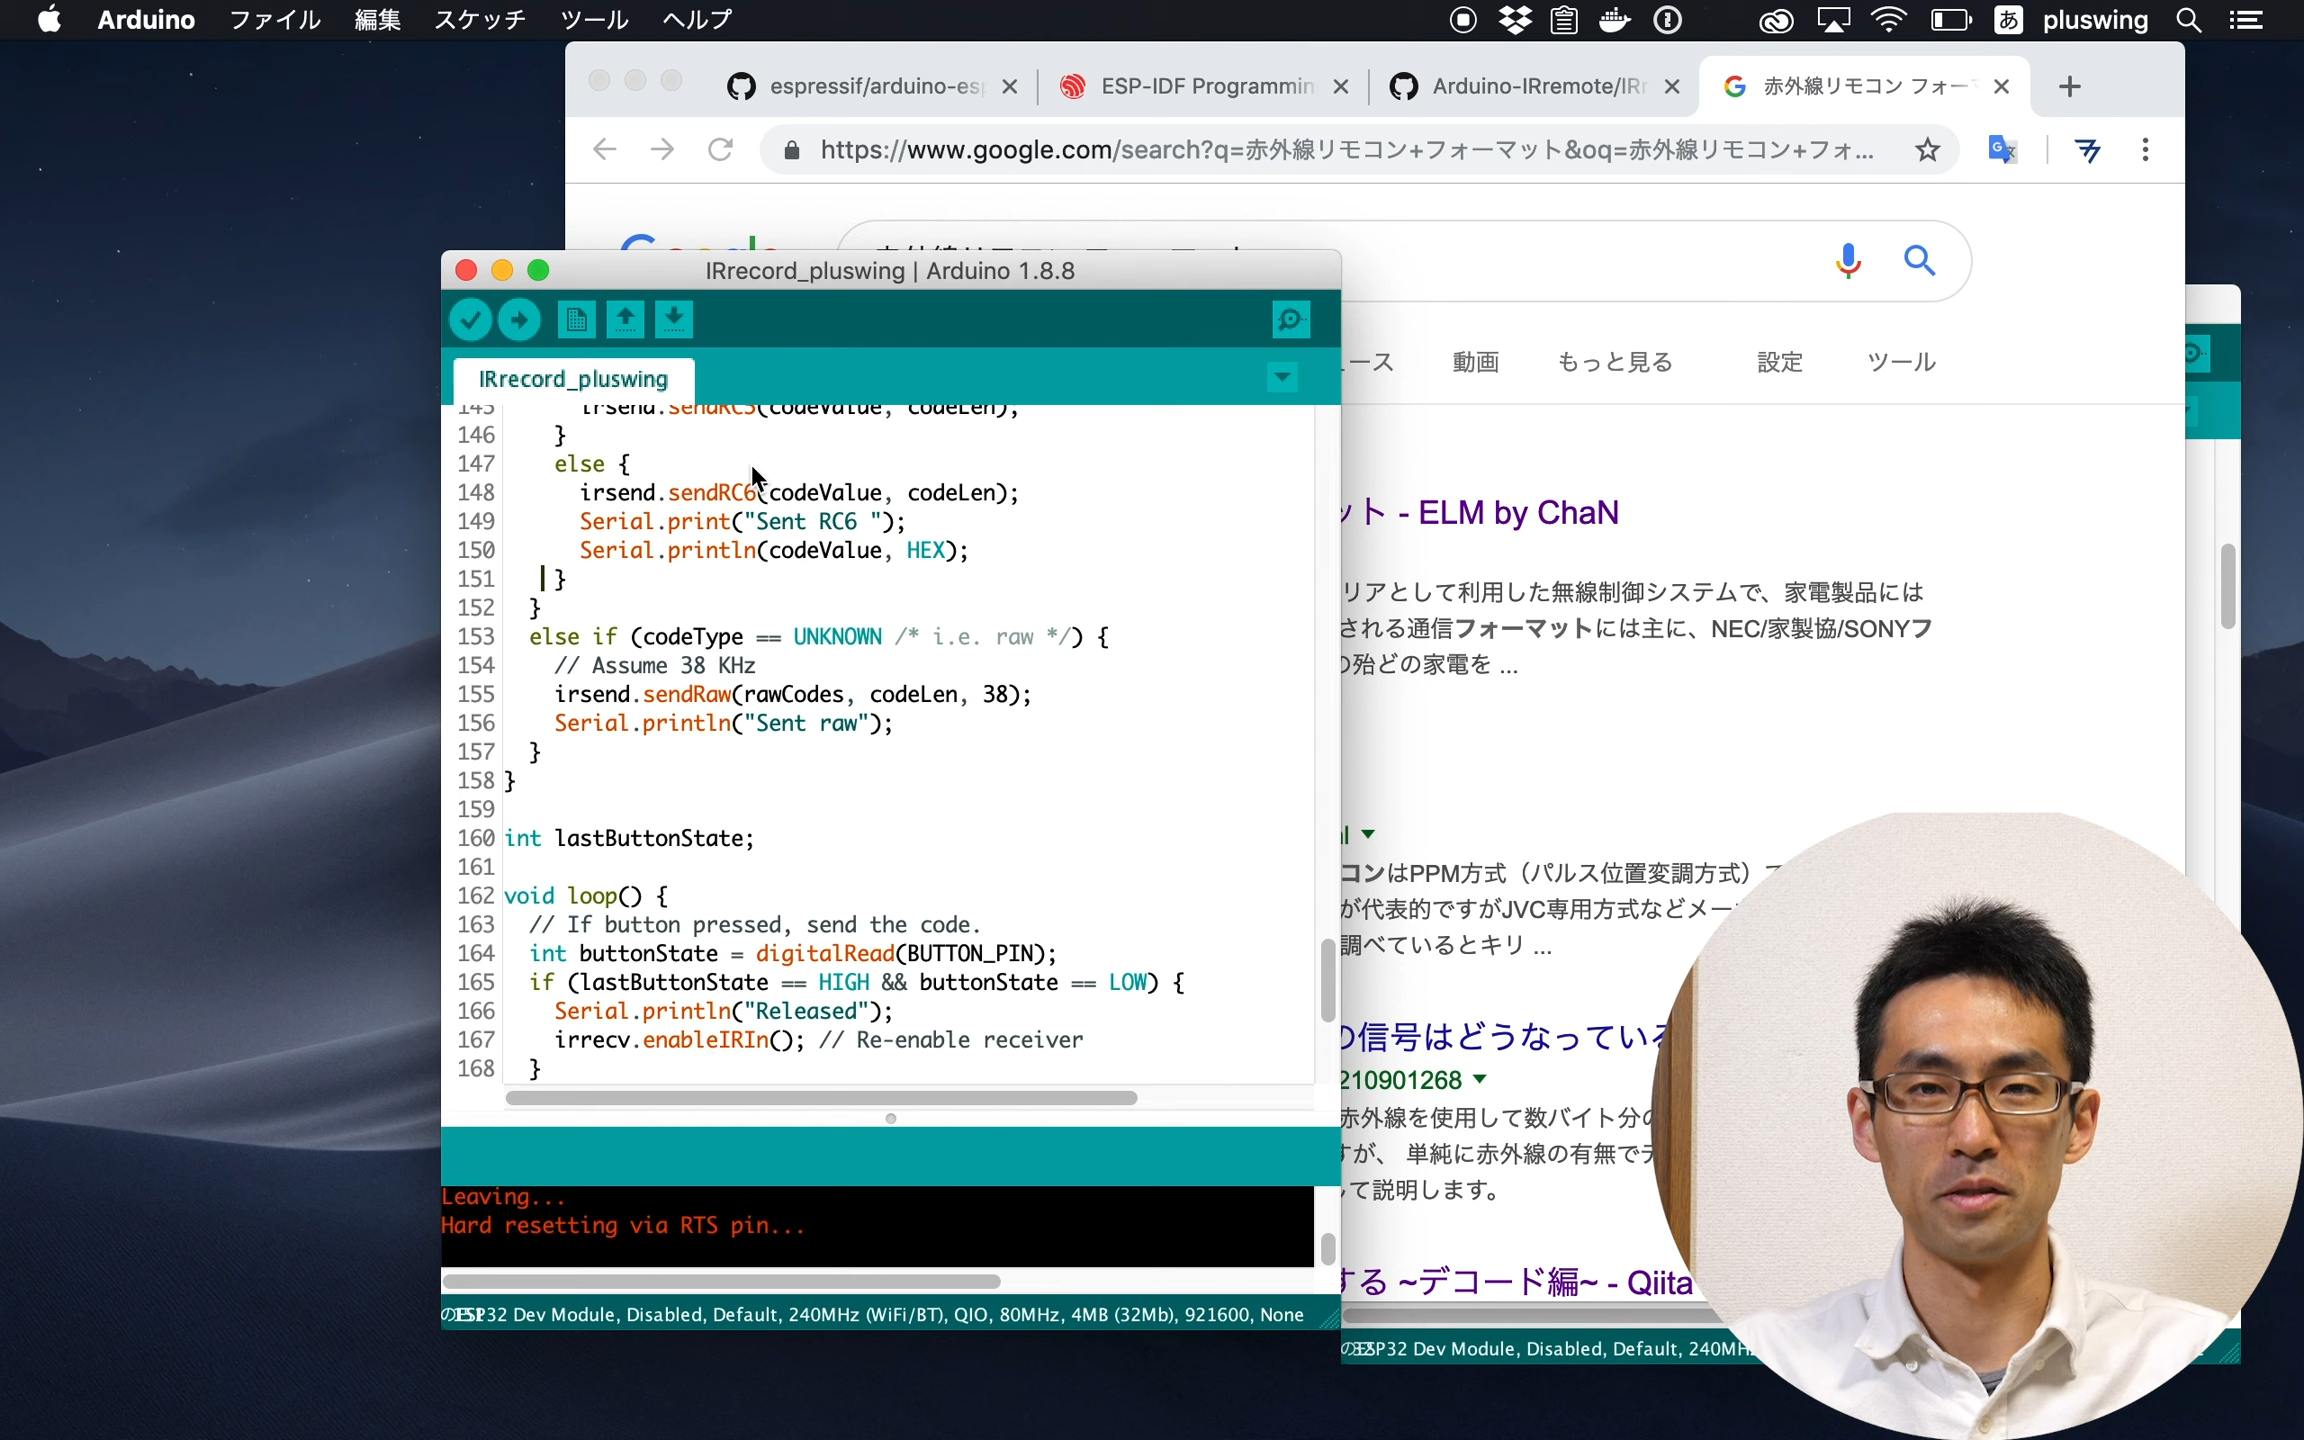 Arduino ファイル 編集 スケッチ ツール ヘルプ
あ pluswing
espressif/arduino-esp
ESP-IDF Programmin
Arduino-IRremote/IRr
赤外線リモコン フォー
https://www.google.com/search?q=赤外線リモコン+フォーマット&oq=赤外線リモコン+フォ...
IRrecord_pluswing | Arduino 1.8.8
IRrecord_pluswing
145 irsend.sendRC5(codeValue, codeLen);
146 }
147 else {
148 irsend.sendRC6(codeValue, codeLen);
149 Serial.print("Sent RC6 ");
150 Serial.println(codeValue, HEX);
151 }
152 }
153 else if (codeType == UNKNOWN /* i.e. raw */) {
154 // Assume 38 KHz
155 irsend.sendRaw(rawCodes, codeLen, 38);
156 Serial.println("Sent raw");
157 }
158 }
159
160 int lastButtonState;
161
162 void loop() {
163 // If button pressed, send the code.
164 int buttonState = digitalRead(BUTTON_PIN);
165 if (lastButtonState == HIGH && buttonState == LOW) {
166 Serial.println("Released");
167 irrecv.enableIRIn(); // Re-enable receiver
168 }
Leaving...
Hard resetting via RTS pin...
ESP32 Dev Module, Disabled, Default, 240MHz (WiFi/BT), QIO, 80MHz, 4MB (32Mb), 921600, None
ース 動画 もっと見る 設定 ツール
ット - ELM by ChaN
リアとして利用した無線制御システムで、家電製品には
される通信フォーマットには主に、NEC/家製協/SONYフ
の殆どの家電を ...
コンはPPM方式（パルス位置変調方式）で
が代表的ですがJVC専用方式などメー
調べているとキリ ...
の信号はどうなってい
210901268
赤外線を使用して数バイト分の
すが、 単純に赤外線の有無でデ
して説明します。
する ~デコード編~ - Qiita
ESP32 Dev Module, Disabled, Default, 240MH